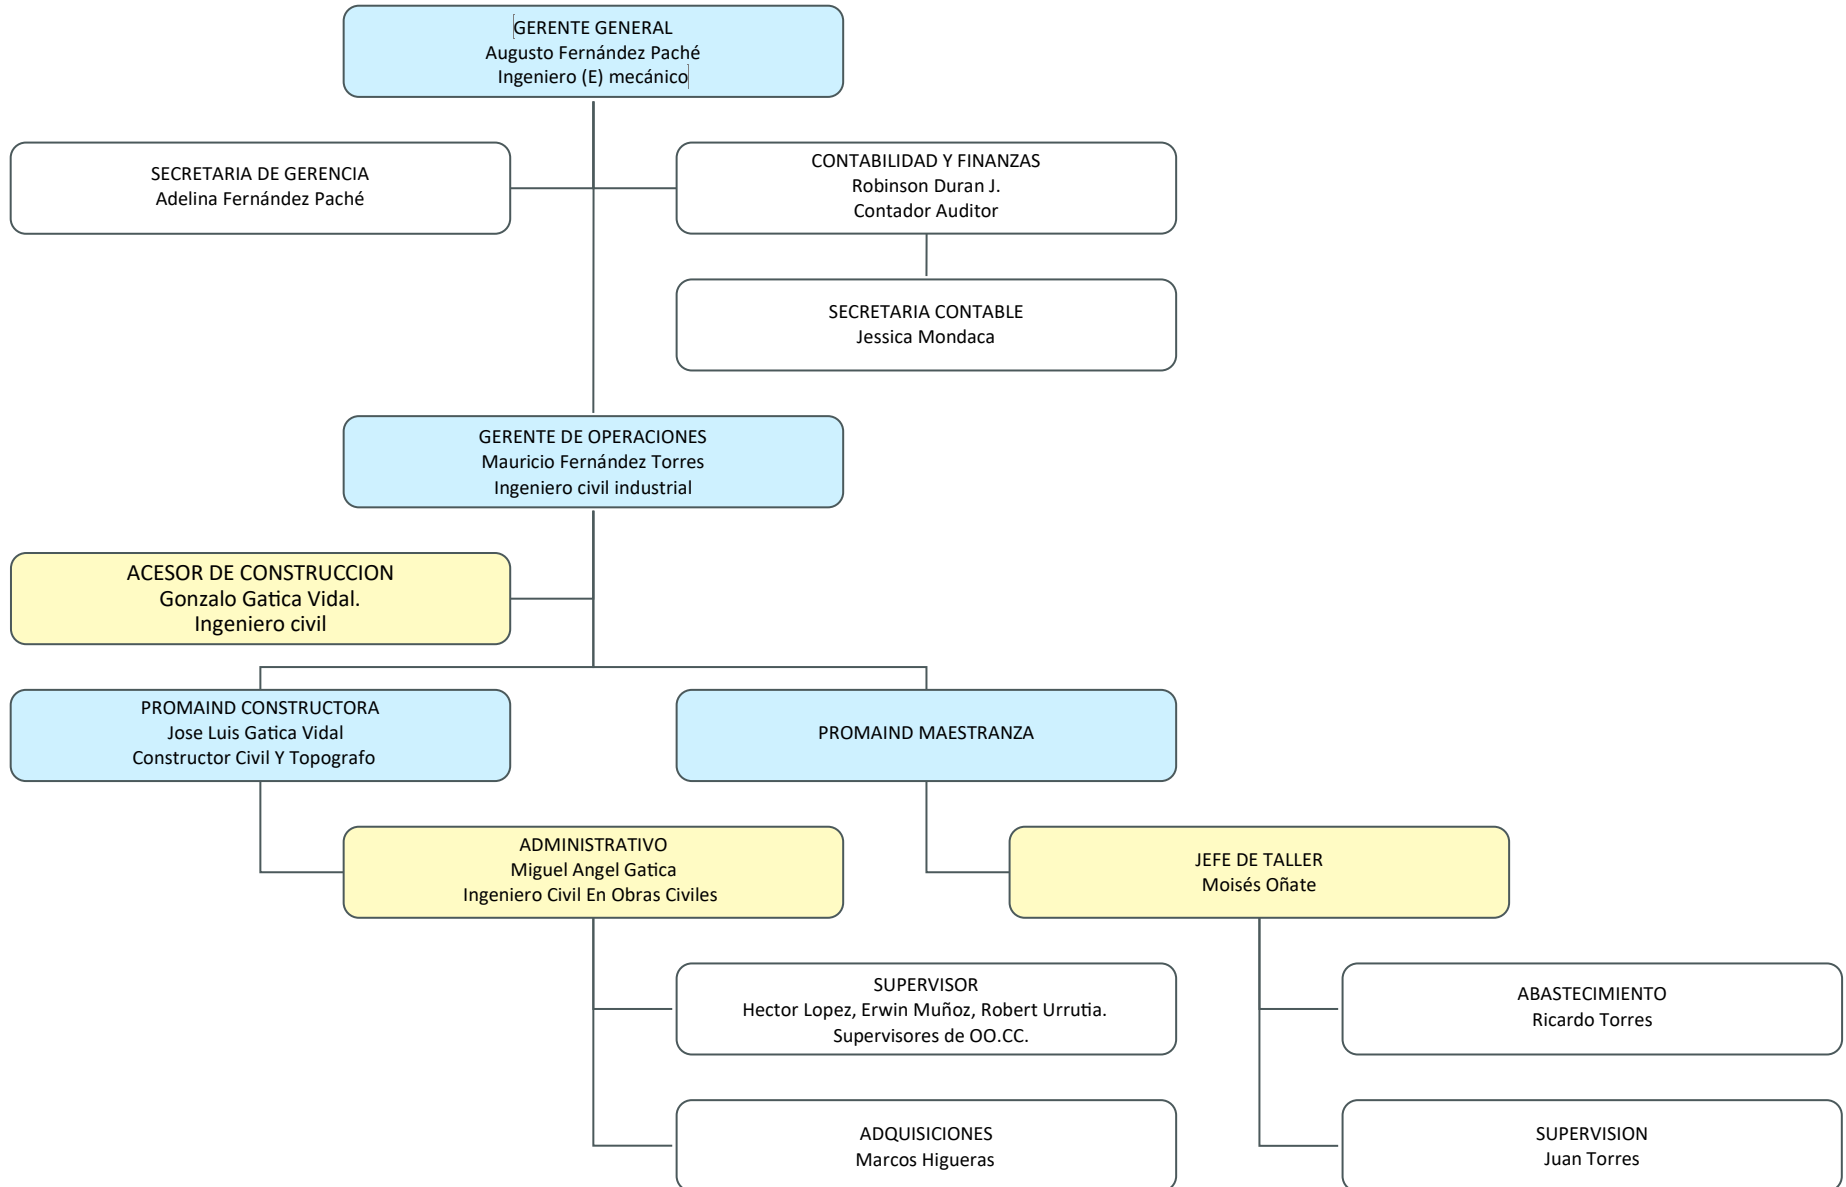 GERENTE GENERAL
Augusto Fernández Paché
Ingeniero (E) mecánico
SECRETARIA DE GERENCIA
Adelina Fernández Paché
CONTABILIDAD Y FINANZAS
Robinson Duran J.
Contador Auditor
SECRETARIA CONTABLE
Jessica Mondaca
GERENTE DE OPERACIONES
Mauricio Fernández Torres
Ingeniero civil industrial
ACESOR DE CONSTRUCCION
Gonzalo Gatica Vidal.
Ingeniero civil
PROMAIND CONSTRUCTORA
Jose Luis Gatica Vidal
Constructor Civil Y Topografo
PROMAIND MAESTRANZA
ADMINISTRATIVO
Miguel Angel Gatica
Ingeniero Civil En Obras Civiles
JEFE DE TALLER
Moisés Oñate
SUPERVISOR
Hector Lopez, Erwin Muñoz, Robert Urrutia.
Supervisores de OO.CC.
ABASTECIMIENTO
Ricardo Torres
ADQUISICIONES
Marcos Higueras
SUPERVISION
Juan Torres